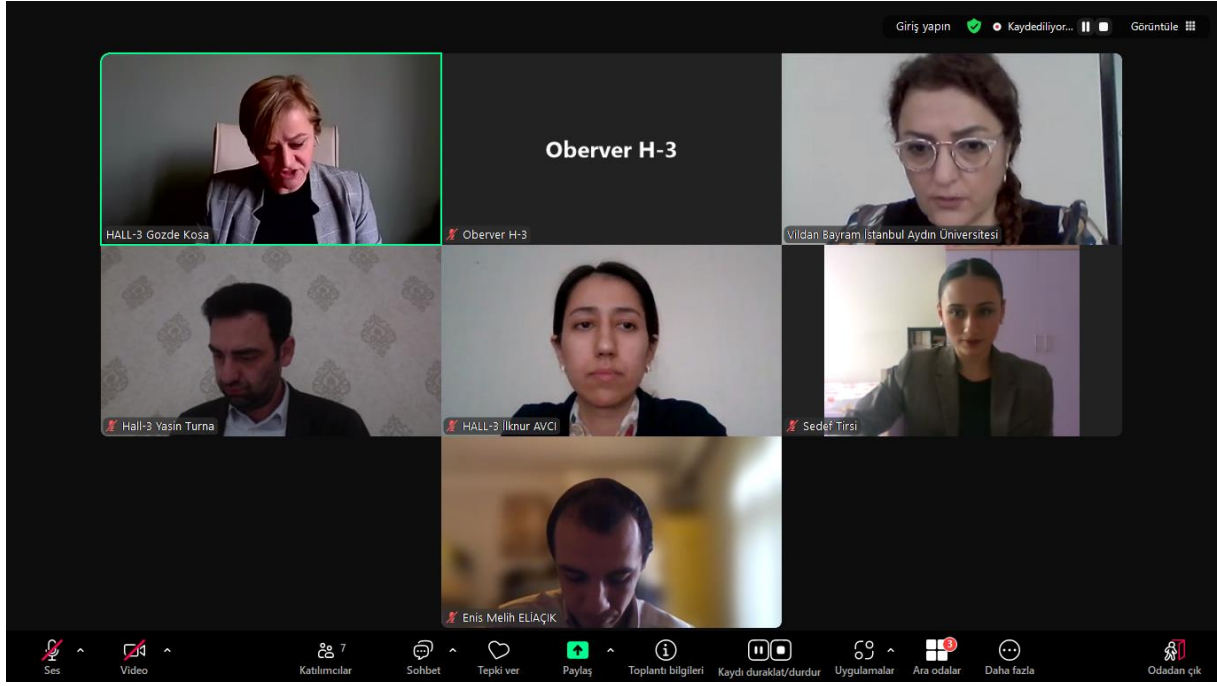 Giriş yapın
Kaydediliyor...
Görüntüle
HALL-3 Gozde Kosa
Oberver H-3
Oberver H-3
Vildan Bayram İstanbul Aydın Üniversitesi
Hall-3 Yasin Turna
HALL-3 İlknur AVCI
Sedef Tirsi
Enis Melih ELİAÇIK
Ses
Video
7
Katılımcılar
Sohbet
Tepki ver
Paylaş
Toplantı bilgileri
Kaydı duraklat/durdur
Uygulamalar
3
Ara odalar
Daha fazla
Odadan çık